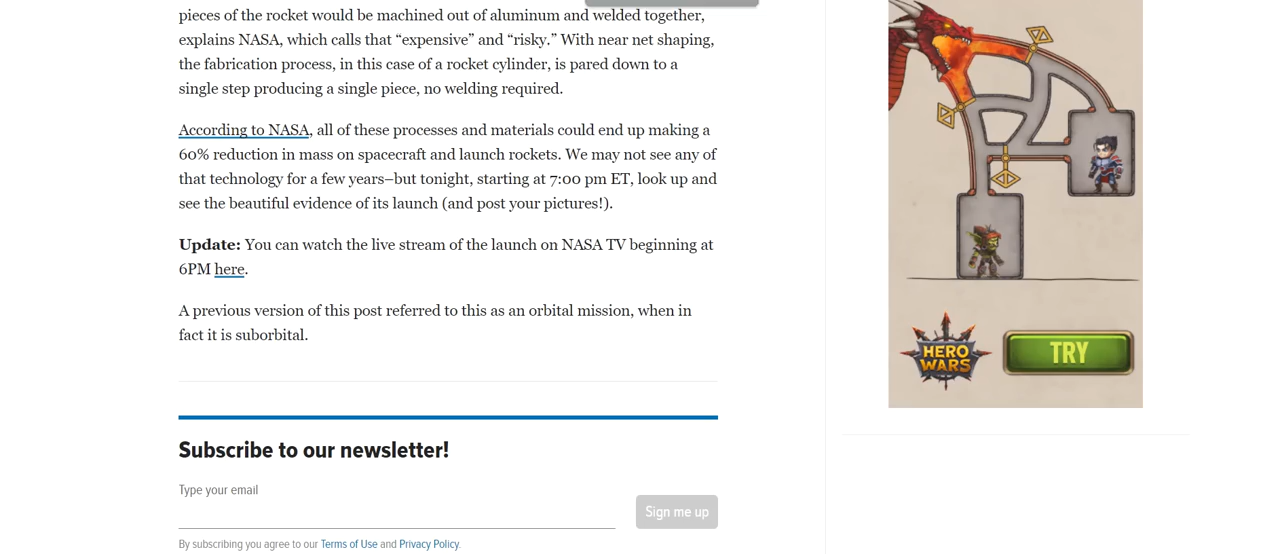 pieces of the rocket would be machined out of aluminum and welded together,
explains NASA, which calls that “expensive” and “risky.” With near net shaping,
the fabrication process, in this case of a rocket cylinder, is pared down to a
single step producing a single piece, no welding required.
According to NASA, all of these processes and materials could end up making a
60% reduction in mass on spacecraft and launch rockets. We may not see any of
that technology for a few years–but tonight, starting at 7:00 pm ET, look up and
see the beautiful evidence of its launch (and post your pictures!).
Update: You can watch the live stream of the launch on NASA TV beginning at
6PM here.
A previous version of this post referred to this as an orbital mission, when in
fact it is suborbital.
Subscribe to our newsletter!
Type your email
Sign me up
By subscribing you agree to our Terms of Use and Privacy Policy.
HERO
WARS
TRY